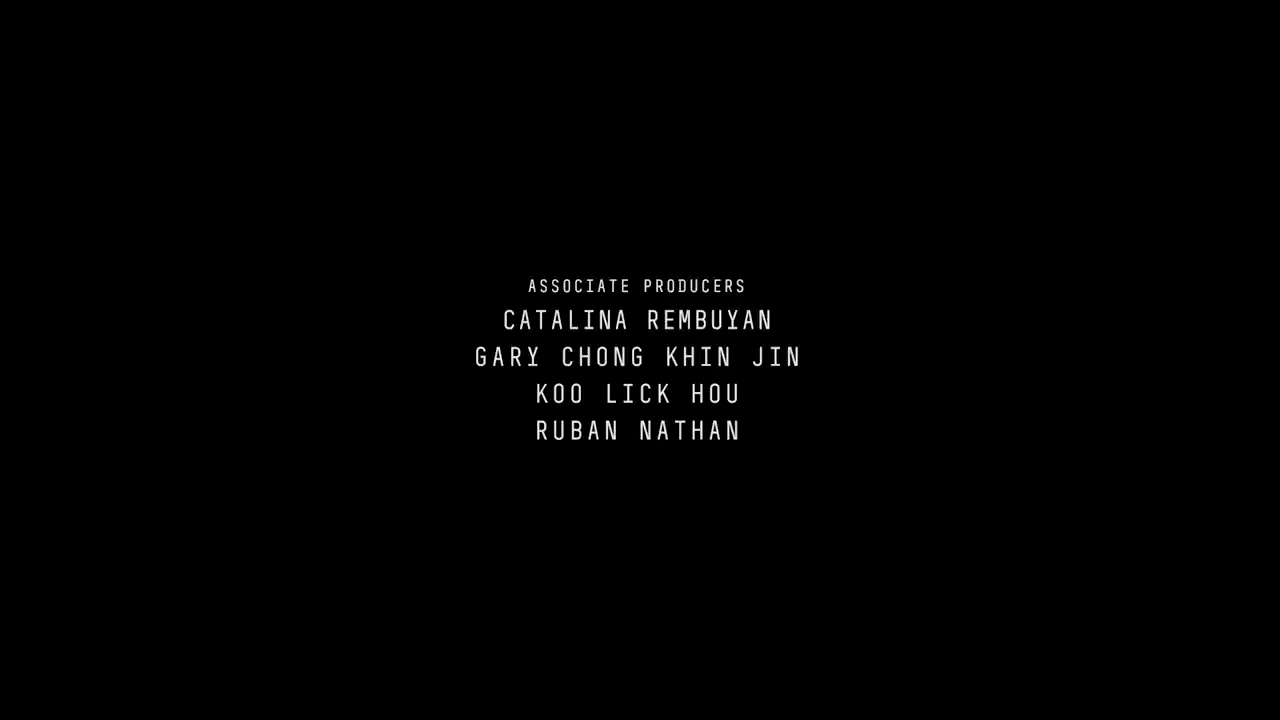 ASSOCIATE PRODUCERS
CATALINA REMBUYAN
GARY CHONG KHIN JIN
KOO LICK HOU
RUBAN NATHAN